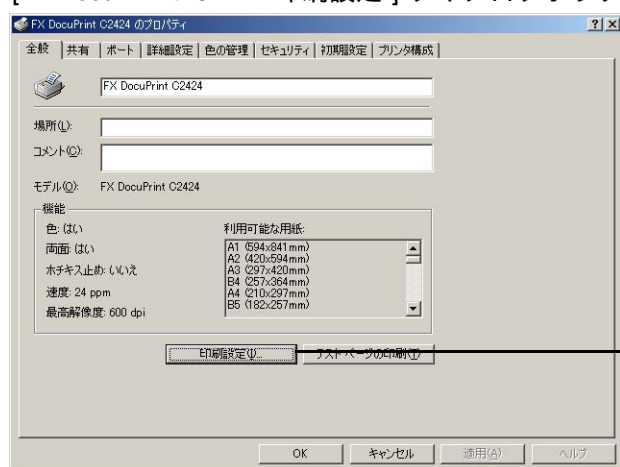 FX DocuPrint C2424 のプロパティ
全般 共有 ポート 詳細設定 色の管理 セキュリティ 初期設定 プリンタ構成
FX DocuPrint C2424
場所(L):
コメント(C):
モデル(O): FX DocuPrint C2424
機能
色: はい
両面: はい
ホチキス止め: いいえ
速度: 24 ppm
最高解像度: 600 dpi
利用可能な用紙:
A1 (594x841mm)
A2 (420x594mm)
A3 (297x420mm)
B4 (257x364mm)
A4 (210x297mm)
B5 (182x257mm)
印刷設定(I)... テスト ページの印刷(T)
OK キャンセル 適用(A) ヘルプ